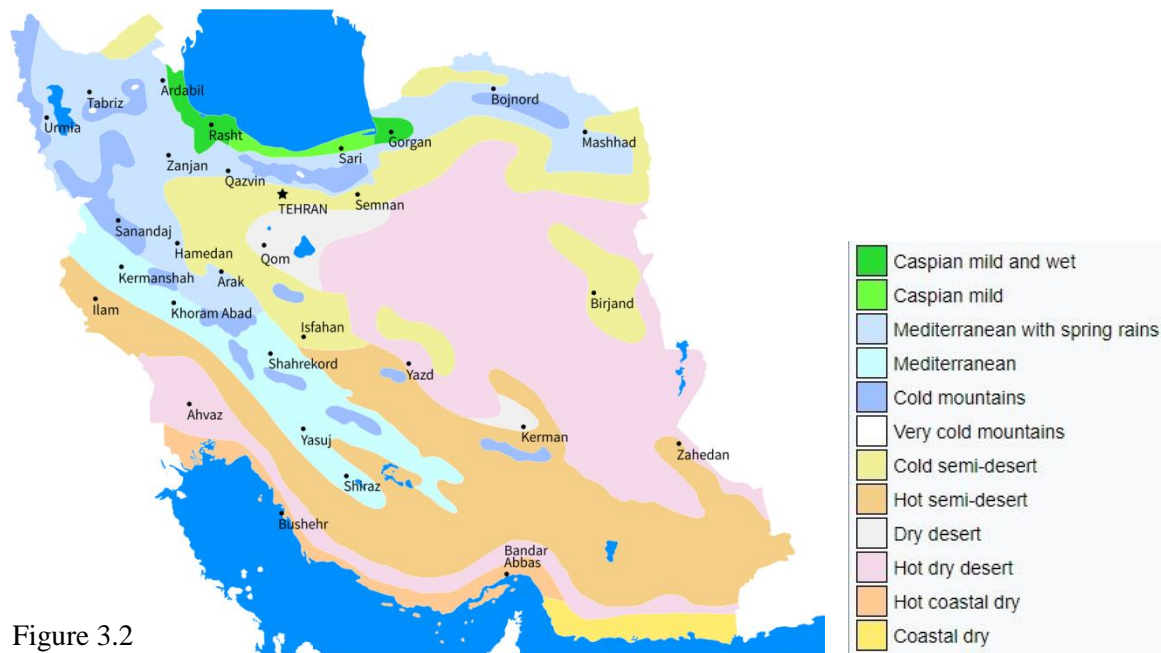 Ardabil
Tabriz
Bojnord
Urmia
Rasht
Gorgan
Mashhad
Sari
Zanjan
Qazvin
Semnan
TEHRAN
Sanandaj
Hamedan
Qom
Kermanshah
Arak
Ilam
Khoram Abad
Birjand
Isfahan
Shahrekord
Yazd
Ahvaz
Yasuj
Kerman
Zahedan
Shiraz
Bushehr
Bandar
Abbas
Figure 3.2
Caspian mild and wet
Caspian mild
Mediterranean with spring rains
Mediterranean
Cold mountains
Very cold mountains
Cold semi-desert
Hot semi-desert
Dry desert
Hot dry desert
Hot coastal dry
Coastal dry